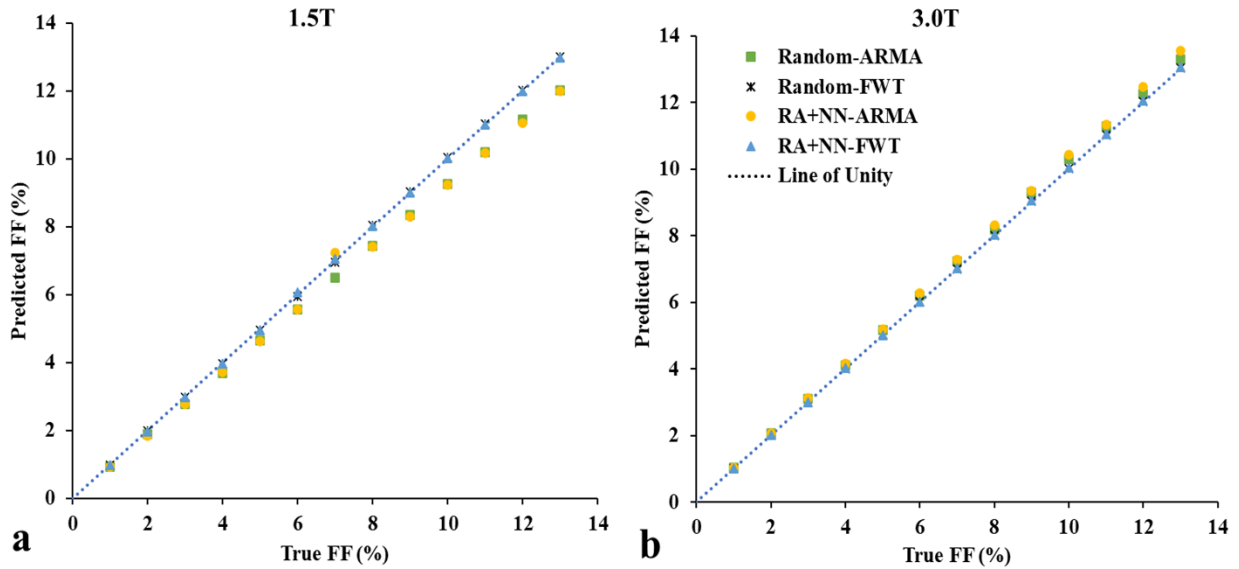 1.5T
14
12
10
8
6
4
2
0
Predicted FF (%)
0 2 4 6 8 10 12 14
True FF (%)
a
3.0T
14
12
10
8
6
4
2
0
Predicted FF (%)
Random-ARMA
Random-FWT
RA+NN-ARMA
RA+NN-FWT
Line of Unity
0 2 4 6 8 10 12 14
True FF (%)
b